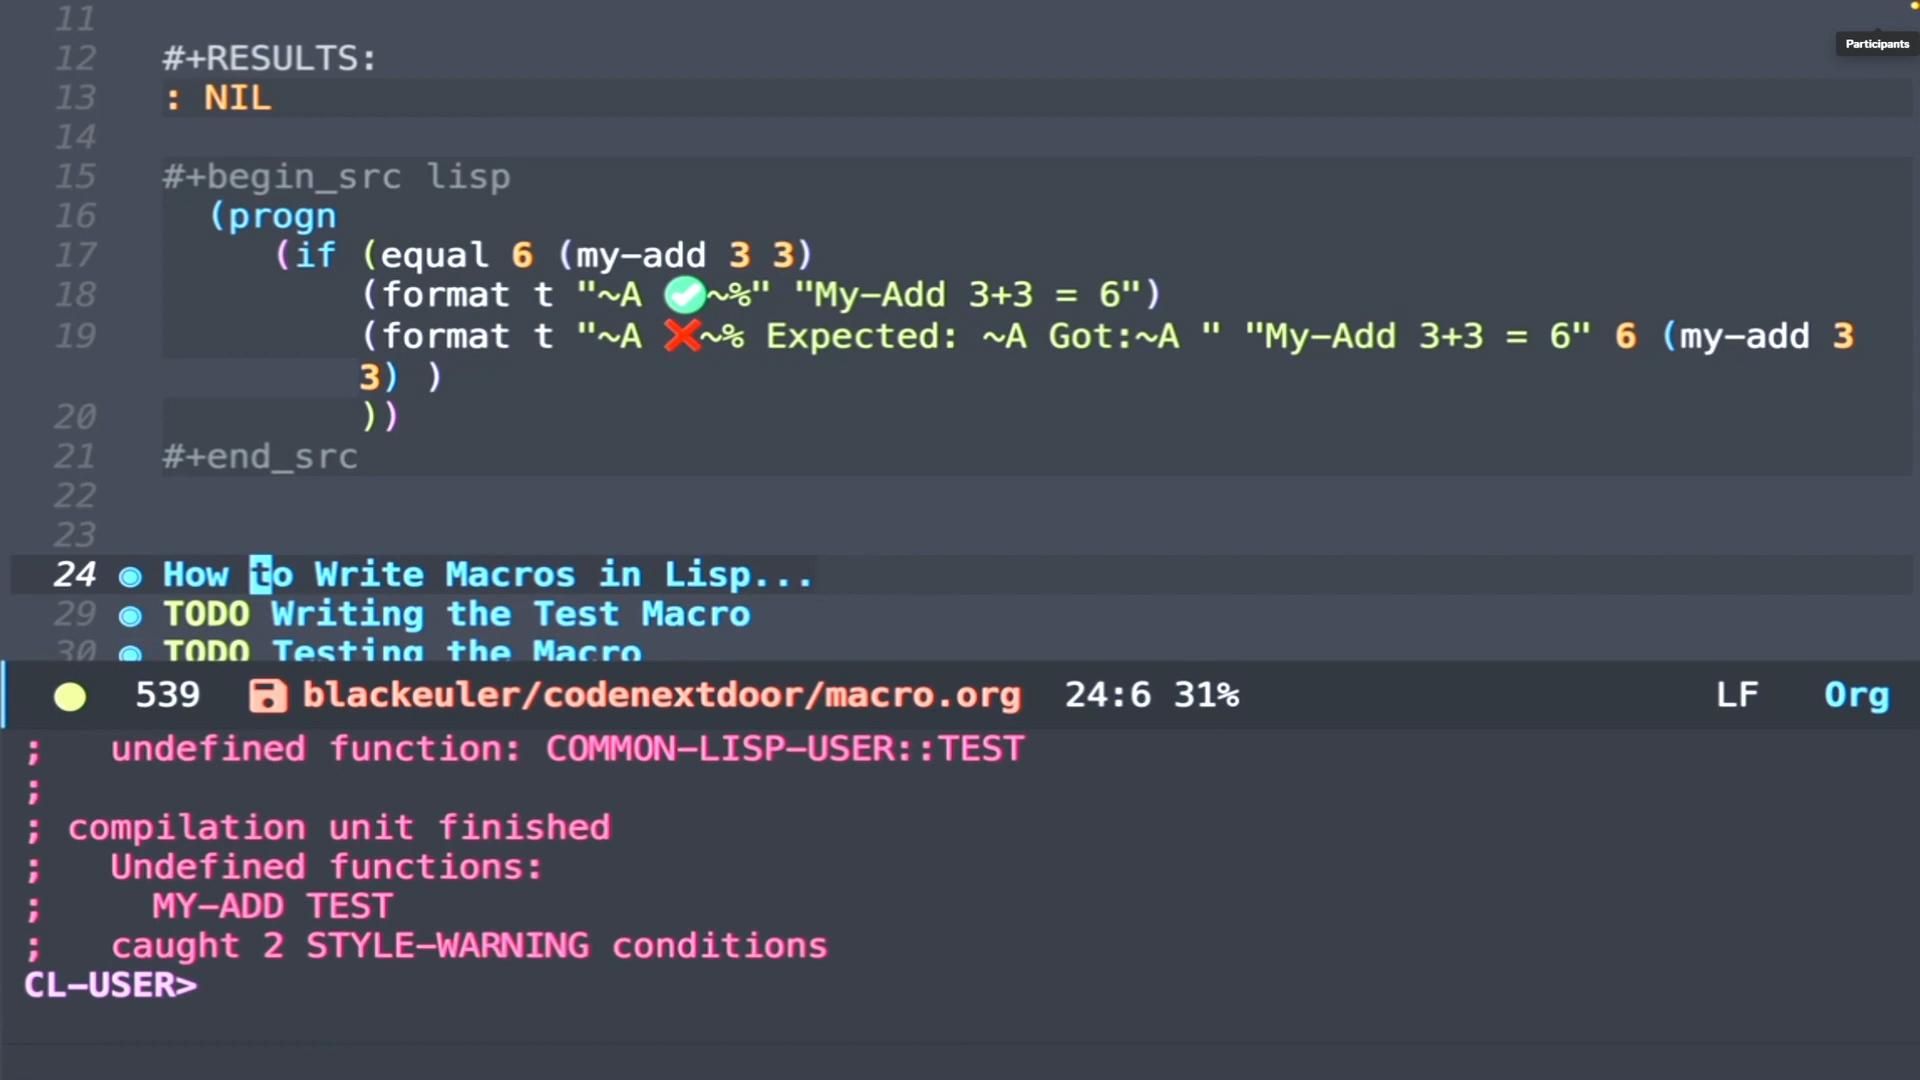 11
Participants
12 #+RESULTS:
13 : NIL
14
15 #+begin_src lisp
16 (progn
17 (if (equal 6 (my-add 3 3)
18 (format t "~A ✅~%" "My-Add 3+3 = 6")
19 (format t "~A ❌~% Expected: ~A Got:~A " "My-Add 3+3 = 6" 6 (my-add 3
3) )
20 ))
21 #+end_src
22
23
24 ◉ How to Write Macros in Lisp...
29 ◉ TODO Writing the Test Macro
30 ◉ TODO Testing the Macro
539 blackeuler/codenextdoor/macro.org 24:6 31% LF Org
; undefined function: COMMON-LISP-USER::TEST
;
; compilation unit finished
; Undefined functions:
; MY-ADD TEST
; caught 2 STYLE-WARNING conditions
CL-USER>